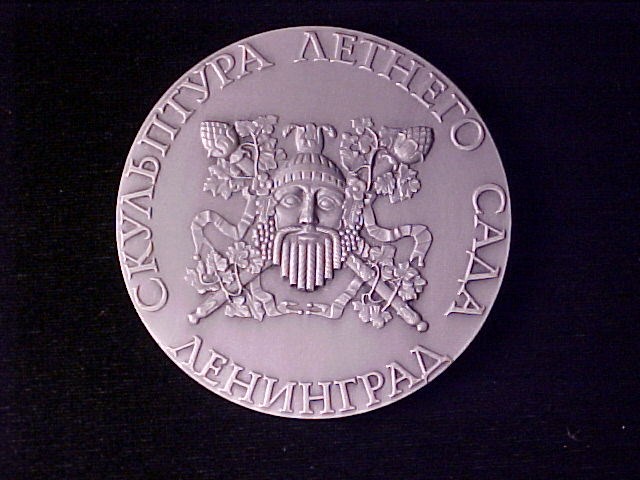 СКУЛЬПТУРА ЛЕТНЕГО САДА
ЛЕНИНГРАД